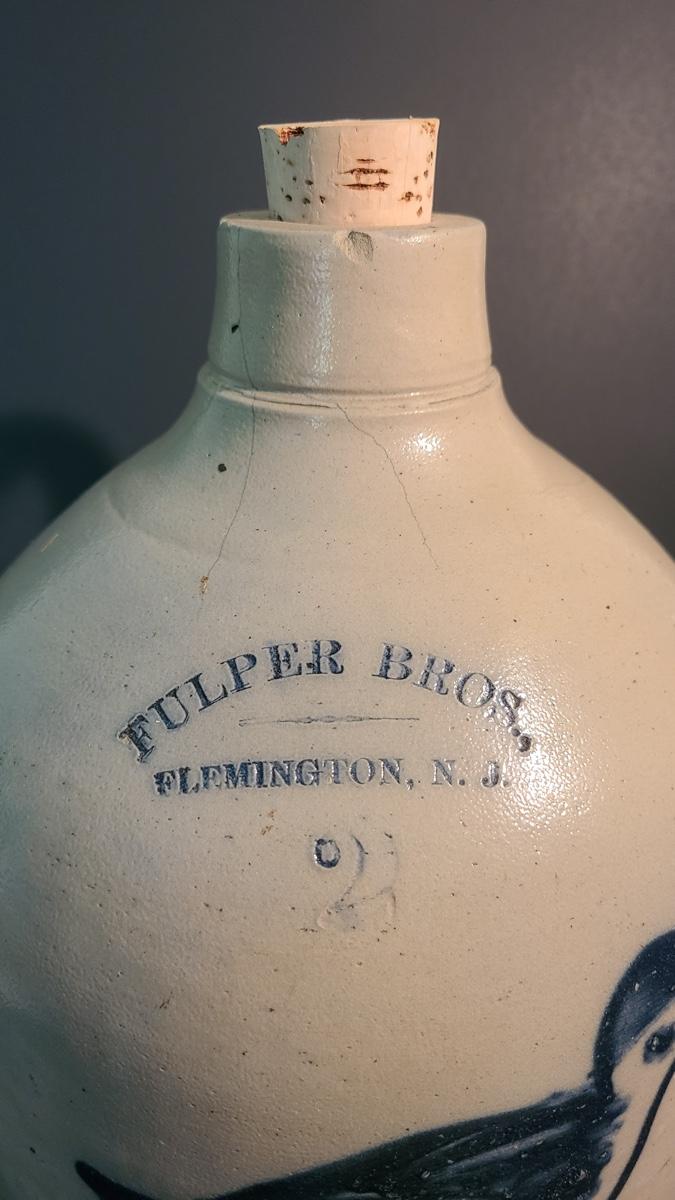 FULPER BROS.,
FLEMINGTON, N. J.
2